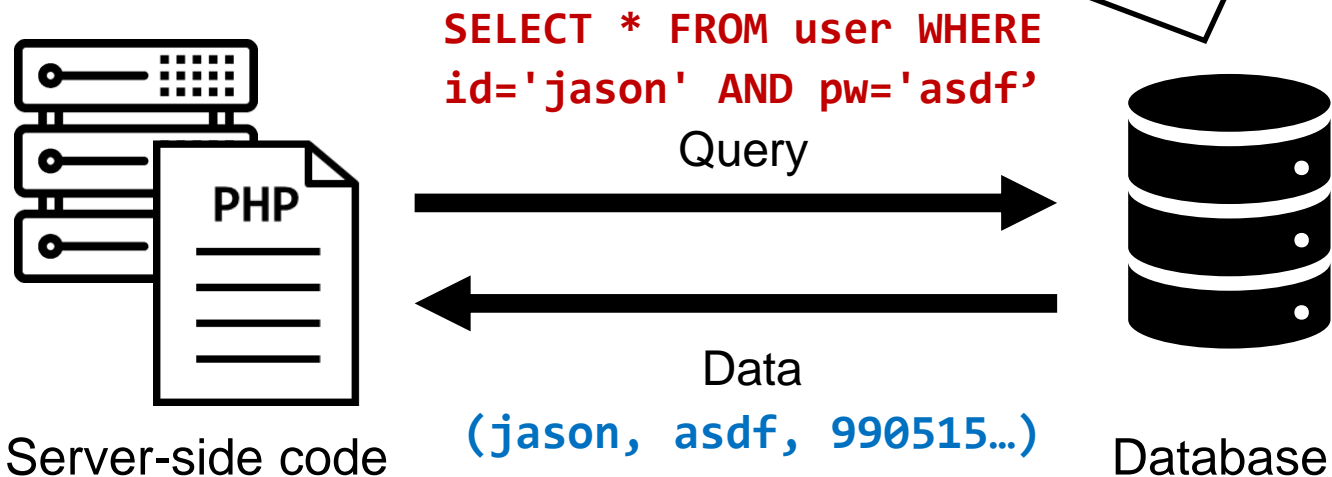 SELECT * FROM user WHERE
id='jason' AND pw='asdf’
Query
PHP
Data
(jason, asdf, 990515…)
Server-side code
Database